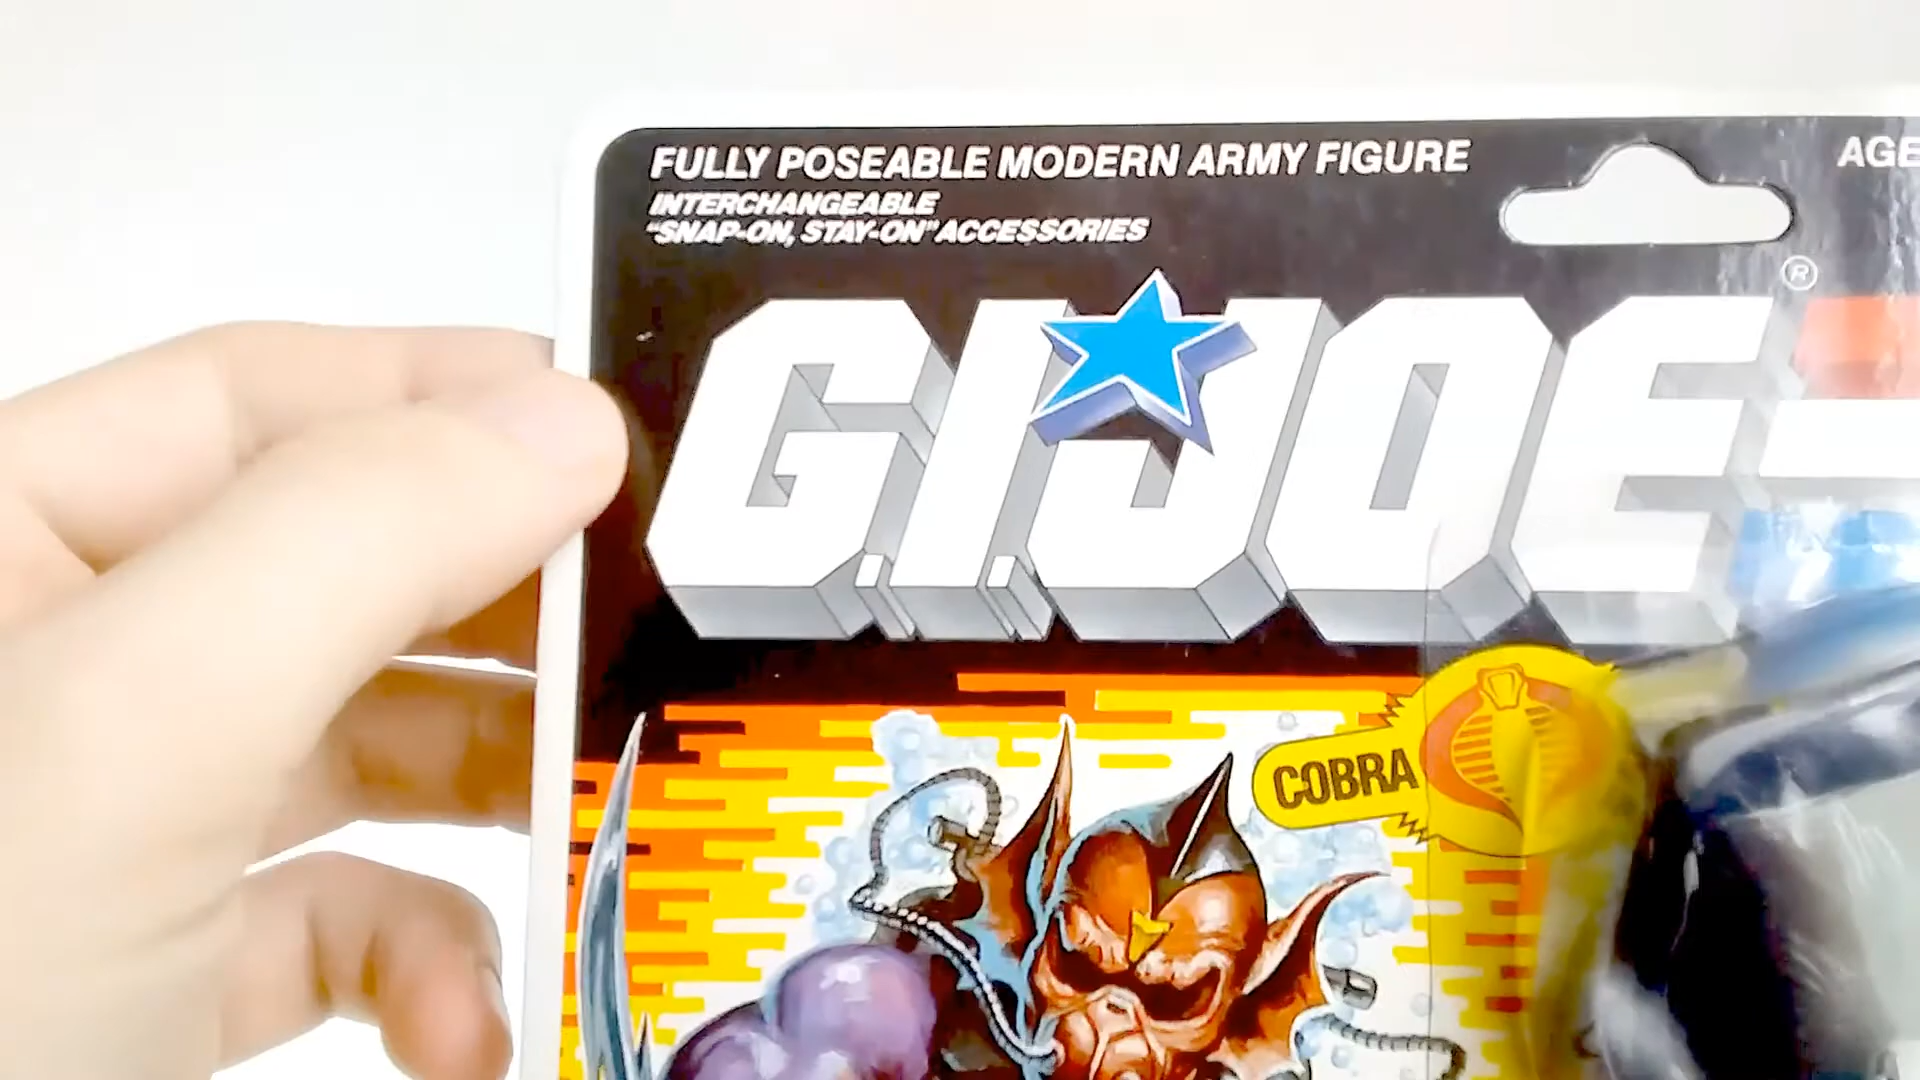 FULLY POSEABLE MODERN ARMY FIGURE
INTERCHANGEABLE
"SNAP-ON, STAY-ON" ACCESSORIES
AGE
G.I. JOE
®
COBRA